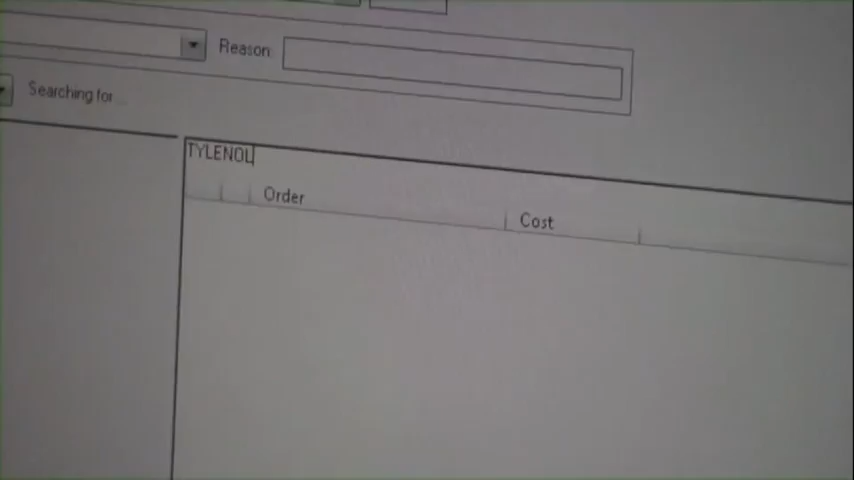 Reason
Searching for...
TYLENOL
Order
Cost